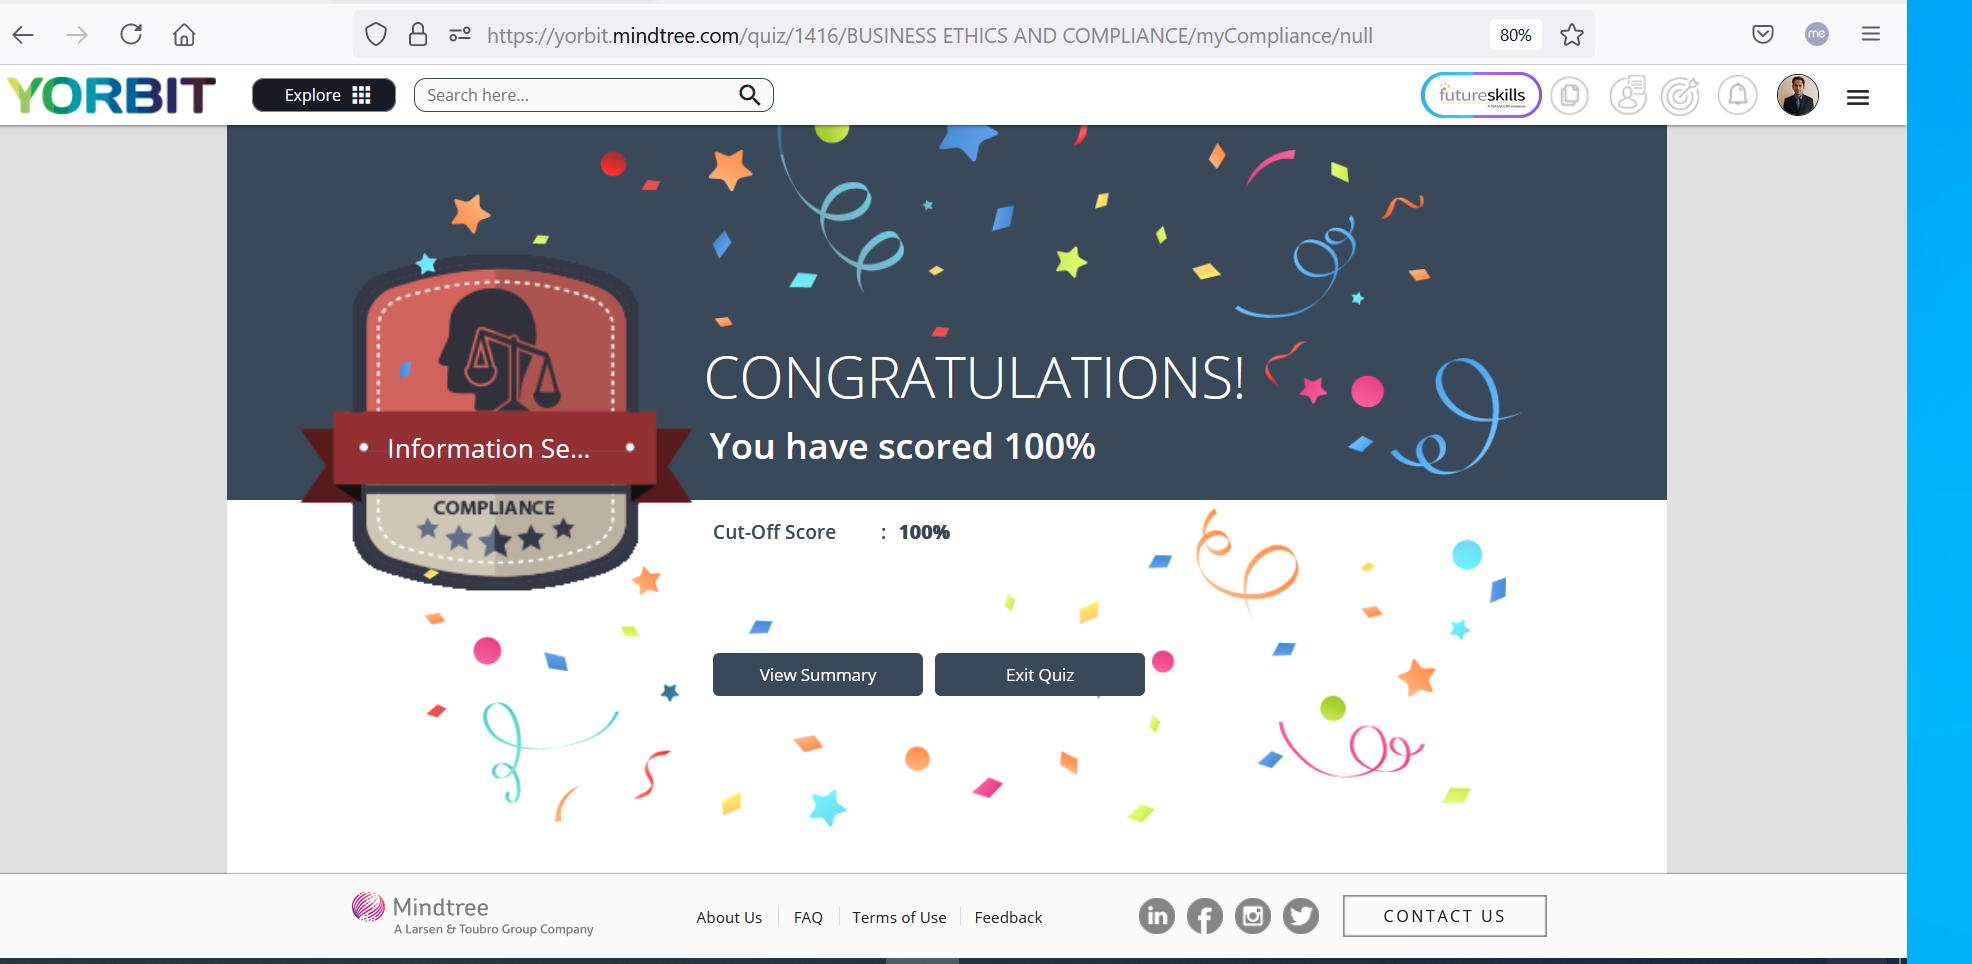 https://yorbit.mindtree.com/quiz/1416/BUSINESS ETHICS AND COMPLIANCE/myCompliance/null
80%
me
YORBIT
Explore
Search here...
futureskills
CONGRATULATIONS!
You have scored 100%
Information Se...
COMPLIANCE
Cut-Off Score : 100%
View Summary
Exit Quiz
Mindtree
A Larsen & Toubro Group Company
About Us
FAQ
Terms of Use
Feedback
in
f
CONTACT US